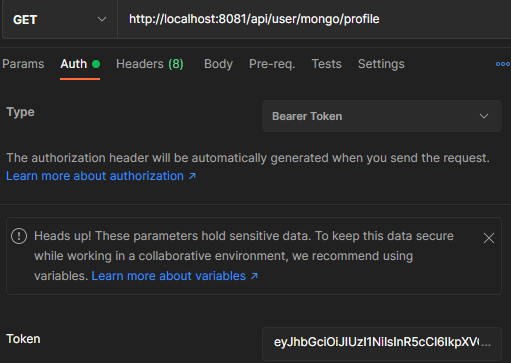 GET http://localhost:8081/api/user/mongo/profile
Params Auth Headers (8) Body Pre-req. Tests Settings
Type Bearer Token
The authorization header will be automatically generated when you send the request.
Learn more about authorization ↗
Heads up! These parameters hold sensitive data. To keep this data secure
while working in a collaborative environment, we recommend using
variables. Learn more about variables ↗
Token